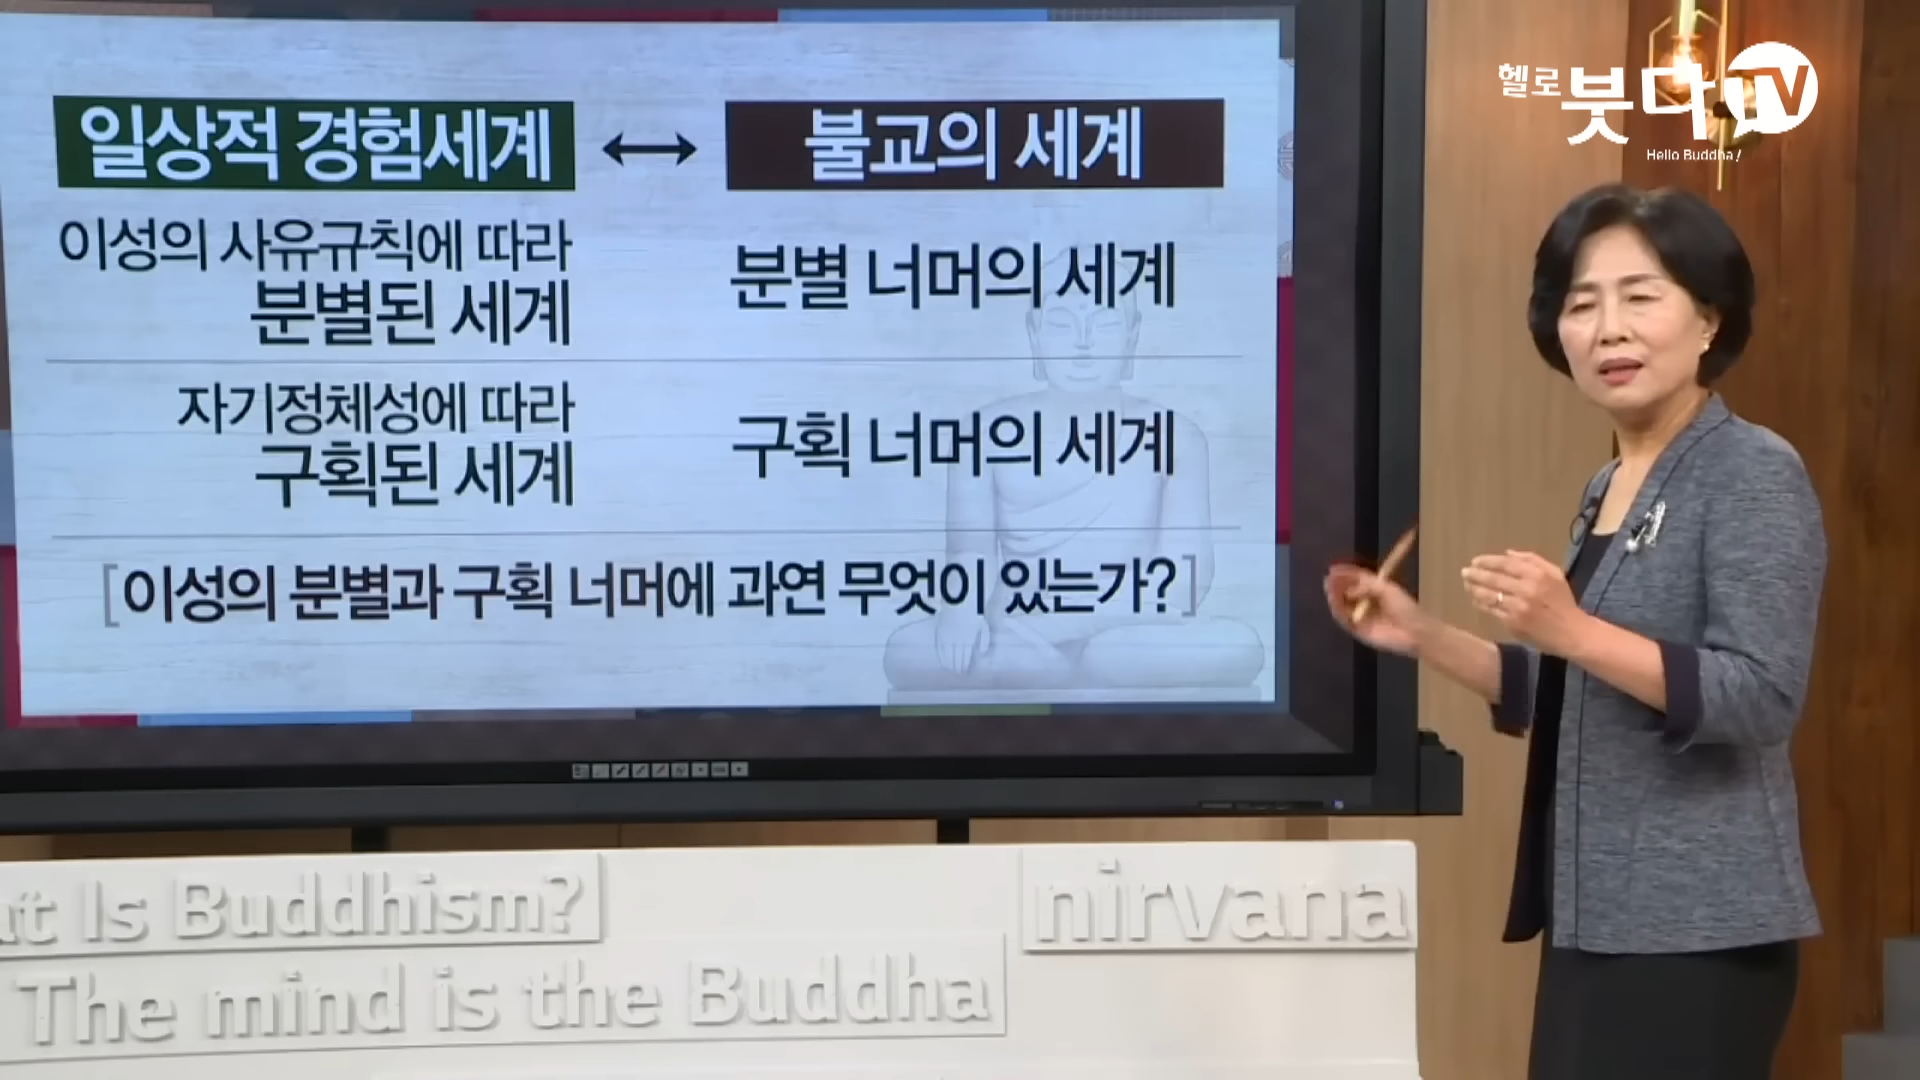 헬로 붓다 TV
Hello Buddha!
일상적 경험세계 ↔ 불교의 세계
이성의 사유규칙에 따라
분별된 세계
분별 너머의 세계
자기정체성에 따라
구획된 세계
구획 너머의 세계
[이성의 분별과 구획 너머에 과연 무엇이 있는가?]
Is Buddhism?
nirvana
The mind is the Buddha